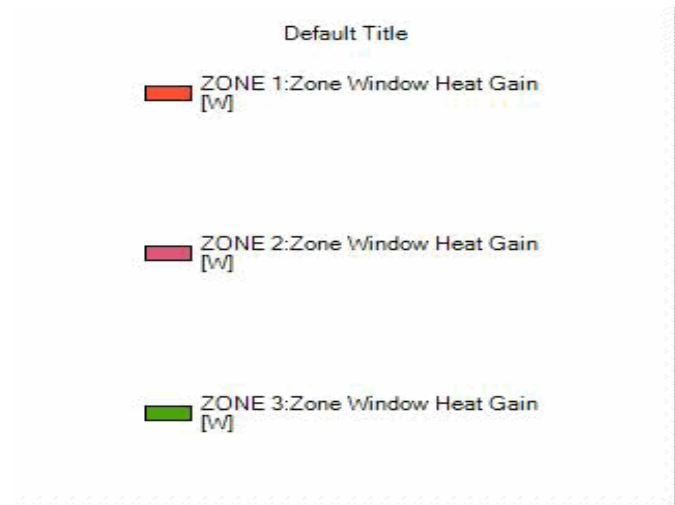 Default Title
ZONE 1:Zone Window Heat Gain
[W]
ZONE 2:Zone Window Heat Gain
[W]
ZONE 3:Zone Window Heat Gain
[W]